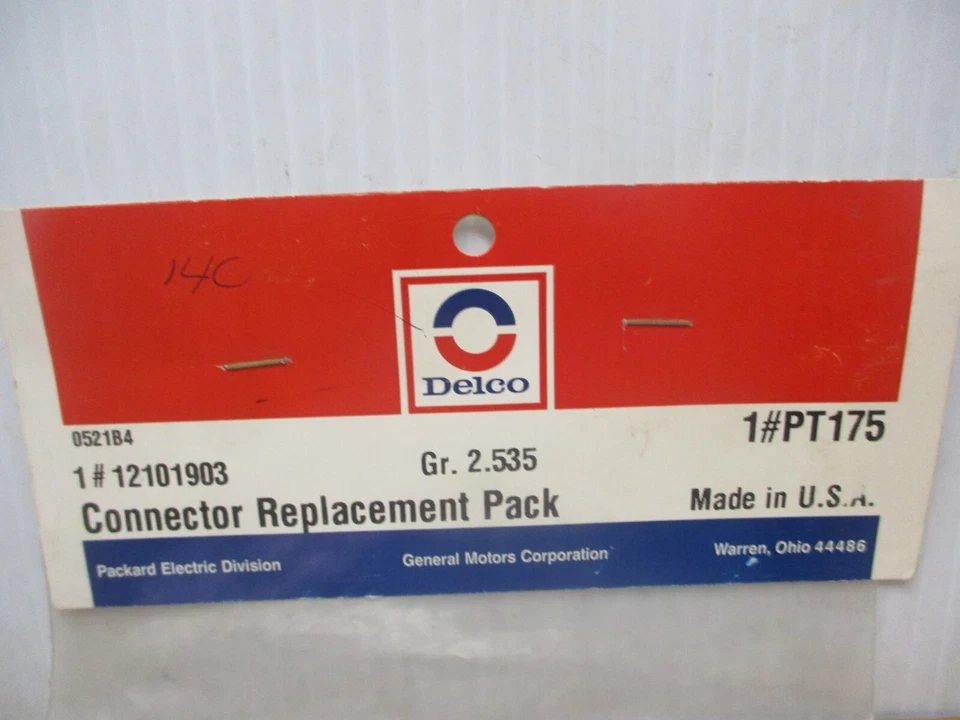 14C
Delco
0521B4
1#PT175
1# 12101903
Gr. 2.535
Connector Replacement Pack
Made in U.S.A.
Packard Electric Division
General Motors Corporation
Warren, Ohio 44486